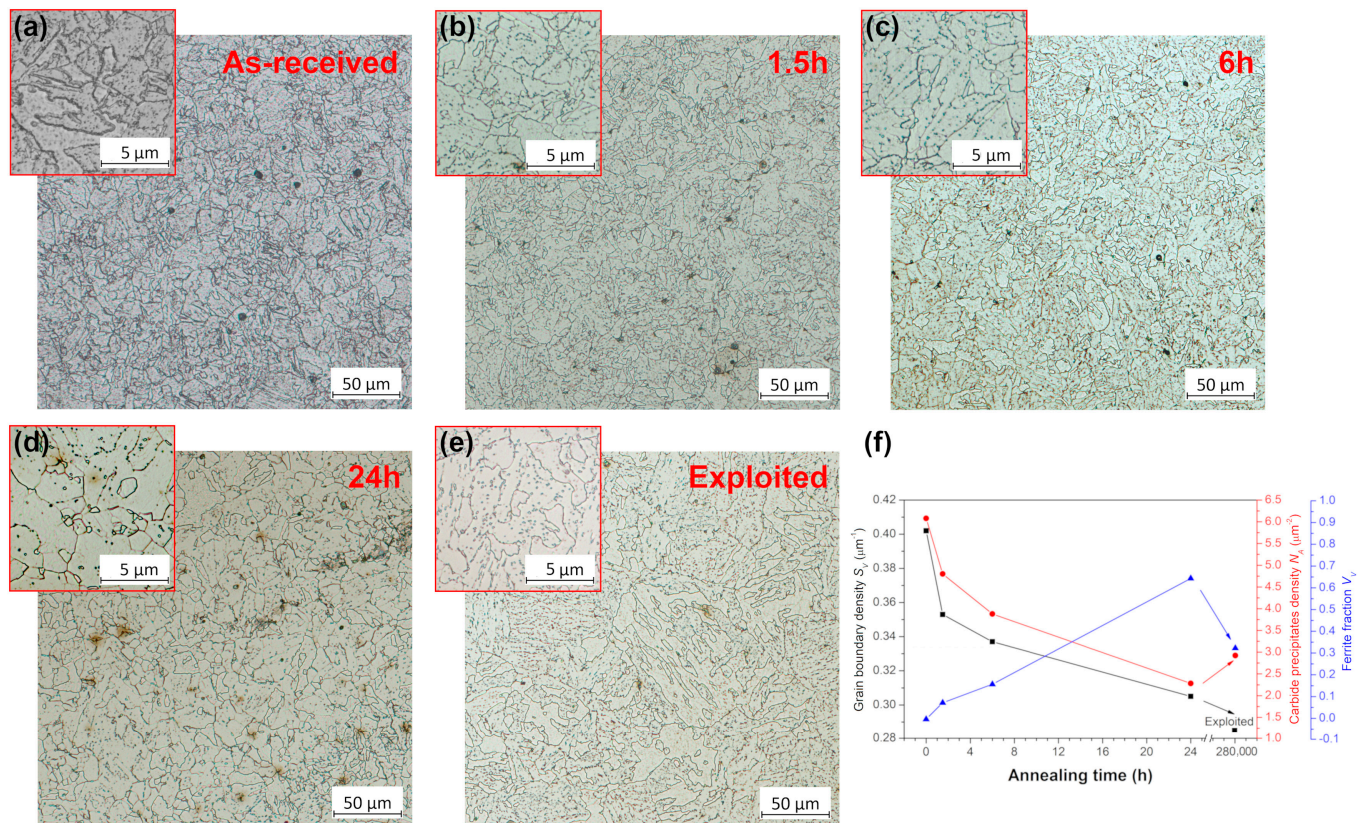 (a)
As-received
5 µm
50 µm
(b)
1.5h
5 µm
50 µm
(c)
6h
5 µm
50 µm
(d)
24h
5 µm
50 µm
(e)
Exploited
5 µm
50 µm
(f)
Grain boundary density Sᵥ (µm⁻¹)
0.42
0.40
0.38
0.36
0.34
0.32
0.30
0.28
6.5
6.0
5.5
5.0
4.5
4.0
3.5
3.0
2.5
2.0
1.5
1.0
Carbide precipitates density N_A (µm⁻²)
1.0
0.9
0.8
0.7
0.6
0.5
0.4
0.3
0.2
0.1
0.0
-0.1
Ferrite fraction Vᵥ
Exploited
0 4 8 12 16 20 24 280,000
Annealing time (h)